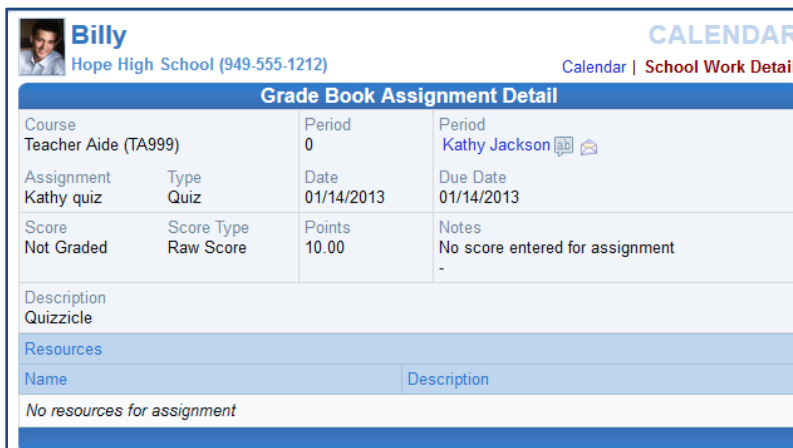 Billy
CALENDAR
Hope High School (949-555-1212)
Calendar | School Work Detail
Grade Book Assignment Detail
Course Period Period
Teacher Aide (TA999) 0 Kathy Jackson ab
Assignment Type Date Due Date
Kathy quiz Quiz 01/14/2013 01/14/2013
Score Score Type Points Notes
Not Graded Raw Score 10.00 No score entered for assignment
-
Description
Quizzicle
Resources
Name Description
No resources for assignment